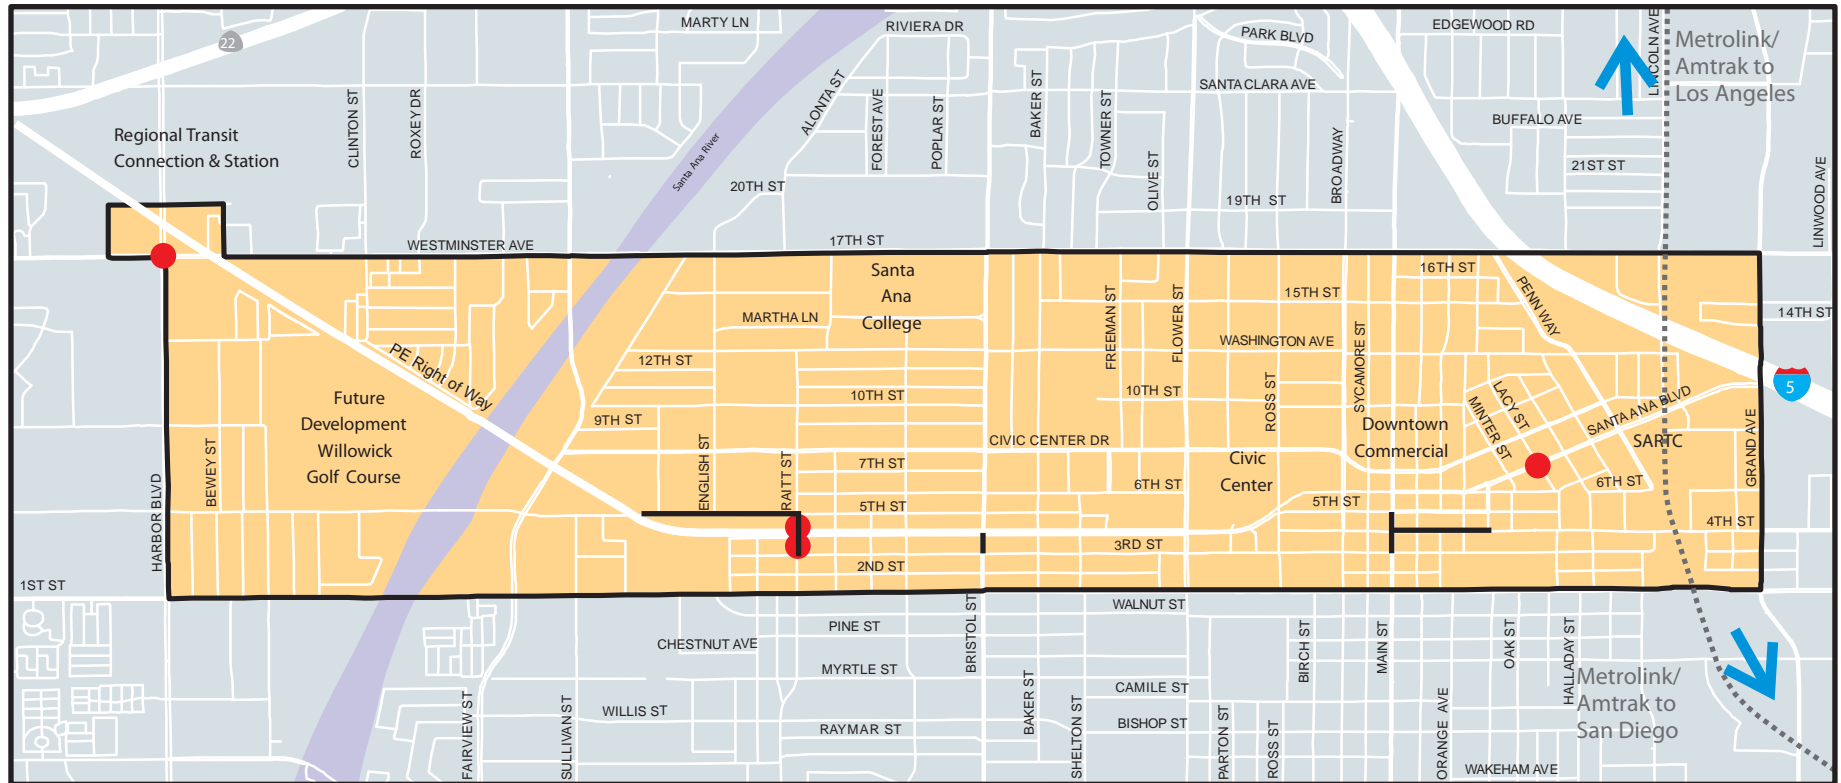 MARTY LN
RIVIERA DR
PARK BLVD
EDGEWOOD RD
LINCOLN AVE
Metrolink/
Amtrak to
Los Angeles
22
SANTA CLARA AVE
BUFFALO AVE
Regional Transit
Connection & Station
CLINTON ST
ROXEY DR
ALONTA ST
FOREST AVE
POPLAR ST
BAKER ST
TOWNER ST
OLIVE ST
BROADWAY
21ST ST
Santa Ana River
20TH ST
19TH ST
LINWOOD AVE
WESTMINSTER AVE
17TH ST
Santa
Ana
College
16TH ST
15TH ST
PENN WAY
14TH ST
MARTHA LN
FREEMAN ST
FLOWER ST
WASHINGTON AVE
SYCAMORE ST
PE Right of Way
12TH ST
10TH ST
10TH ST
ROSS ST
LACY ST
MINTER ST
SANTA ANA BLVD
5
Future
Development
Willowick
Golf Course
9TH ST
CIVIC CENTER DR
Downtown
Commercial
SARTC
GRAND AVE
HARBOR BLVD
BEWEY ST
ENGLISH ST
RAITT ST
7TH ST
6TH ST
Civic
Center
6TH ST
5TH ST
5TH ST
4TH ST
3RD ST
2ND ST
1ST ST
WALNUT ST
PINE ST
CHESTNUT AVE
BRISTOL ST
BIRCH ST
MAIN ST
OAK ST
HALLADAY ST
MYRTLE ST
CAMILE ST
Metrolink/
Amtrak to
San Diego
FAIRVIEW ST
SULLIVAN ST
WILLIS ST
RAYMAR ST
BAKER ST
SHELTON ST
BISHOP ST
PARTON ST
ROSS ST
ORANGE AVE
WAKEHAM AVE